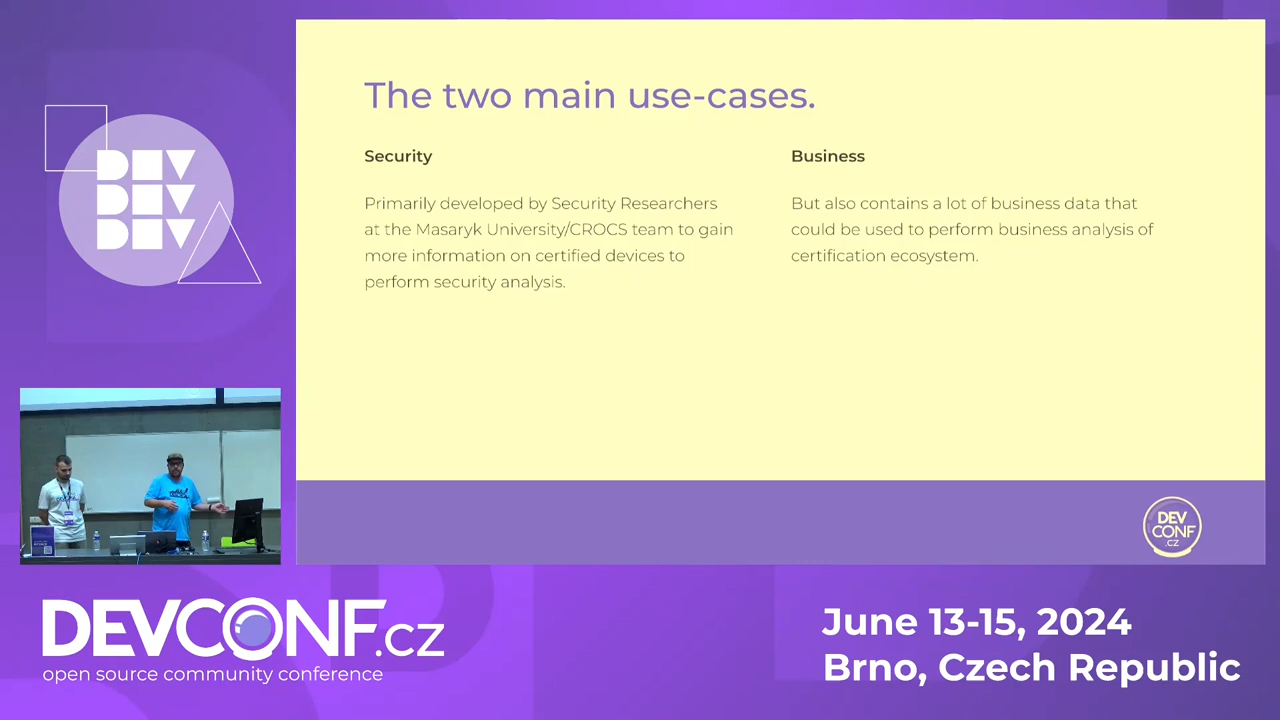 The two main use-cases.
Security
Primarily developed by Security Researchers
at the Masaryk University/CROCS team to gain
more information on certified devices to
perform security analysis.
Business
But also contains a lot of business data that
could be used to perform business analysis of
certification ecosystem.
DEV
DEV
DEV
DEV
CONF
.CZ
DEVCONF.cz
open source community conference
June 13-15, 2024
Brno, Czech Republic